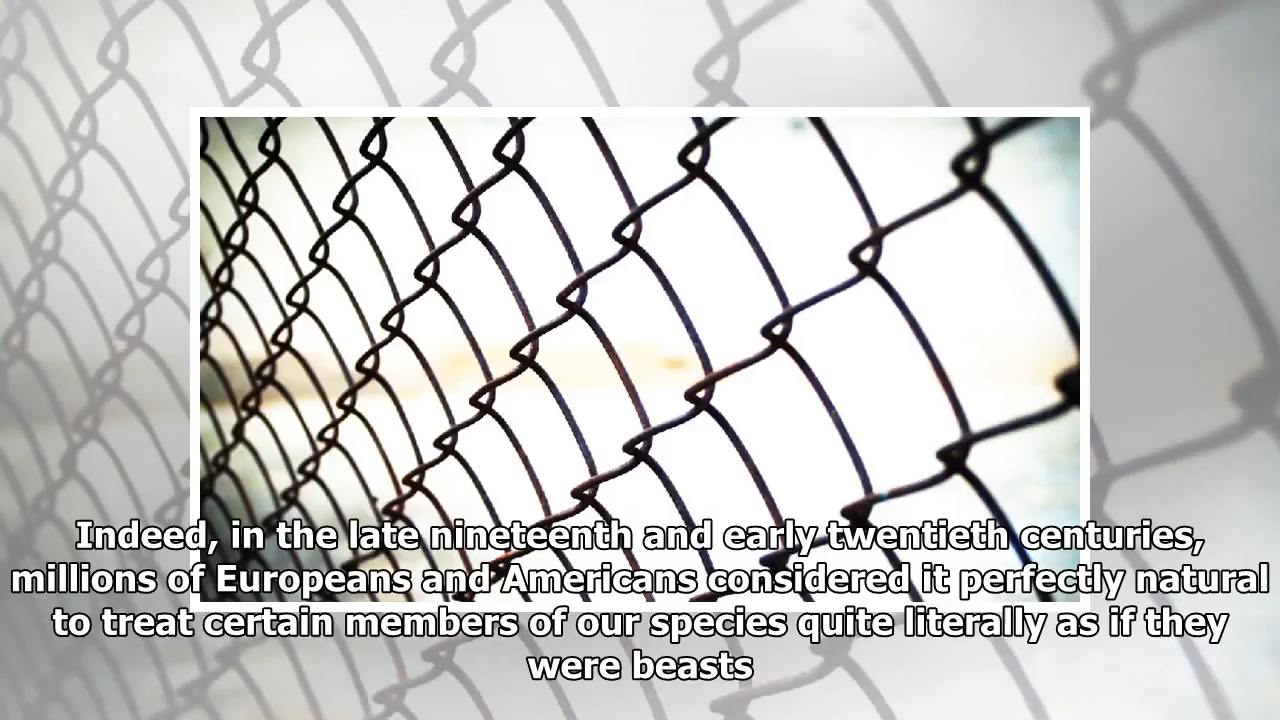 Indeed, in the late nineteenth and early twentieth centuries,
millions of Europeans and Americans considered it perfectly natural
to treat certain members of our species quite literally as if they
were beasts